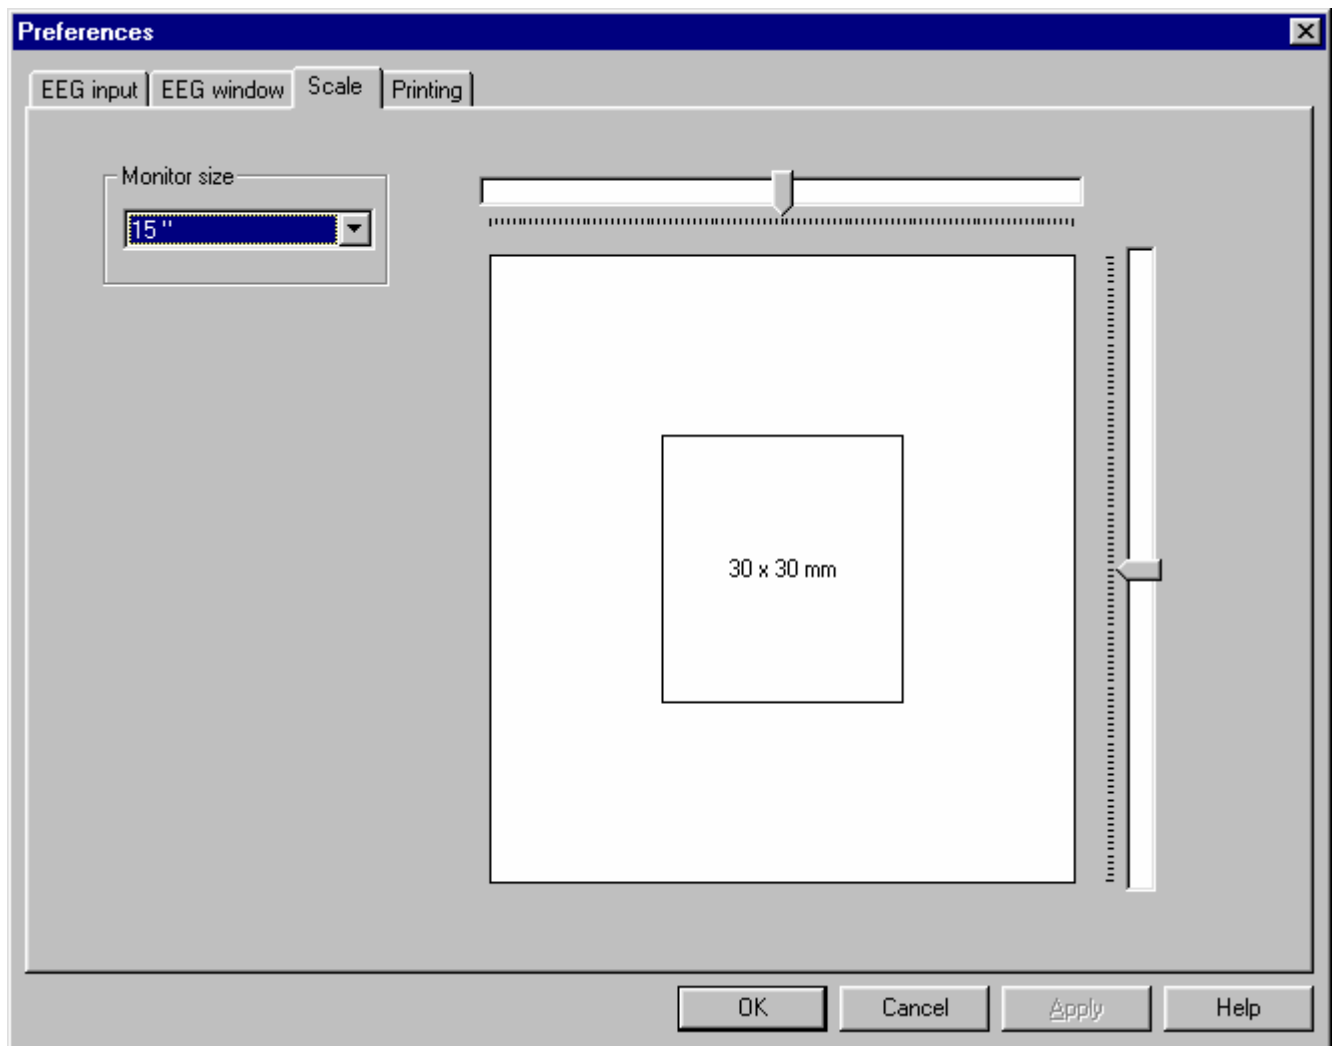 Preferences
EEG input EEG window Scale Printing
Monitor size
15 "
30 x 30 mm
OK Cancel Apply Help